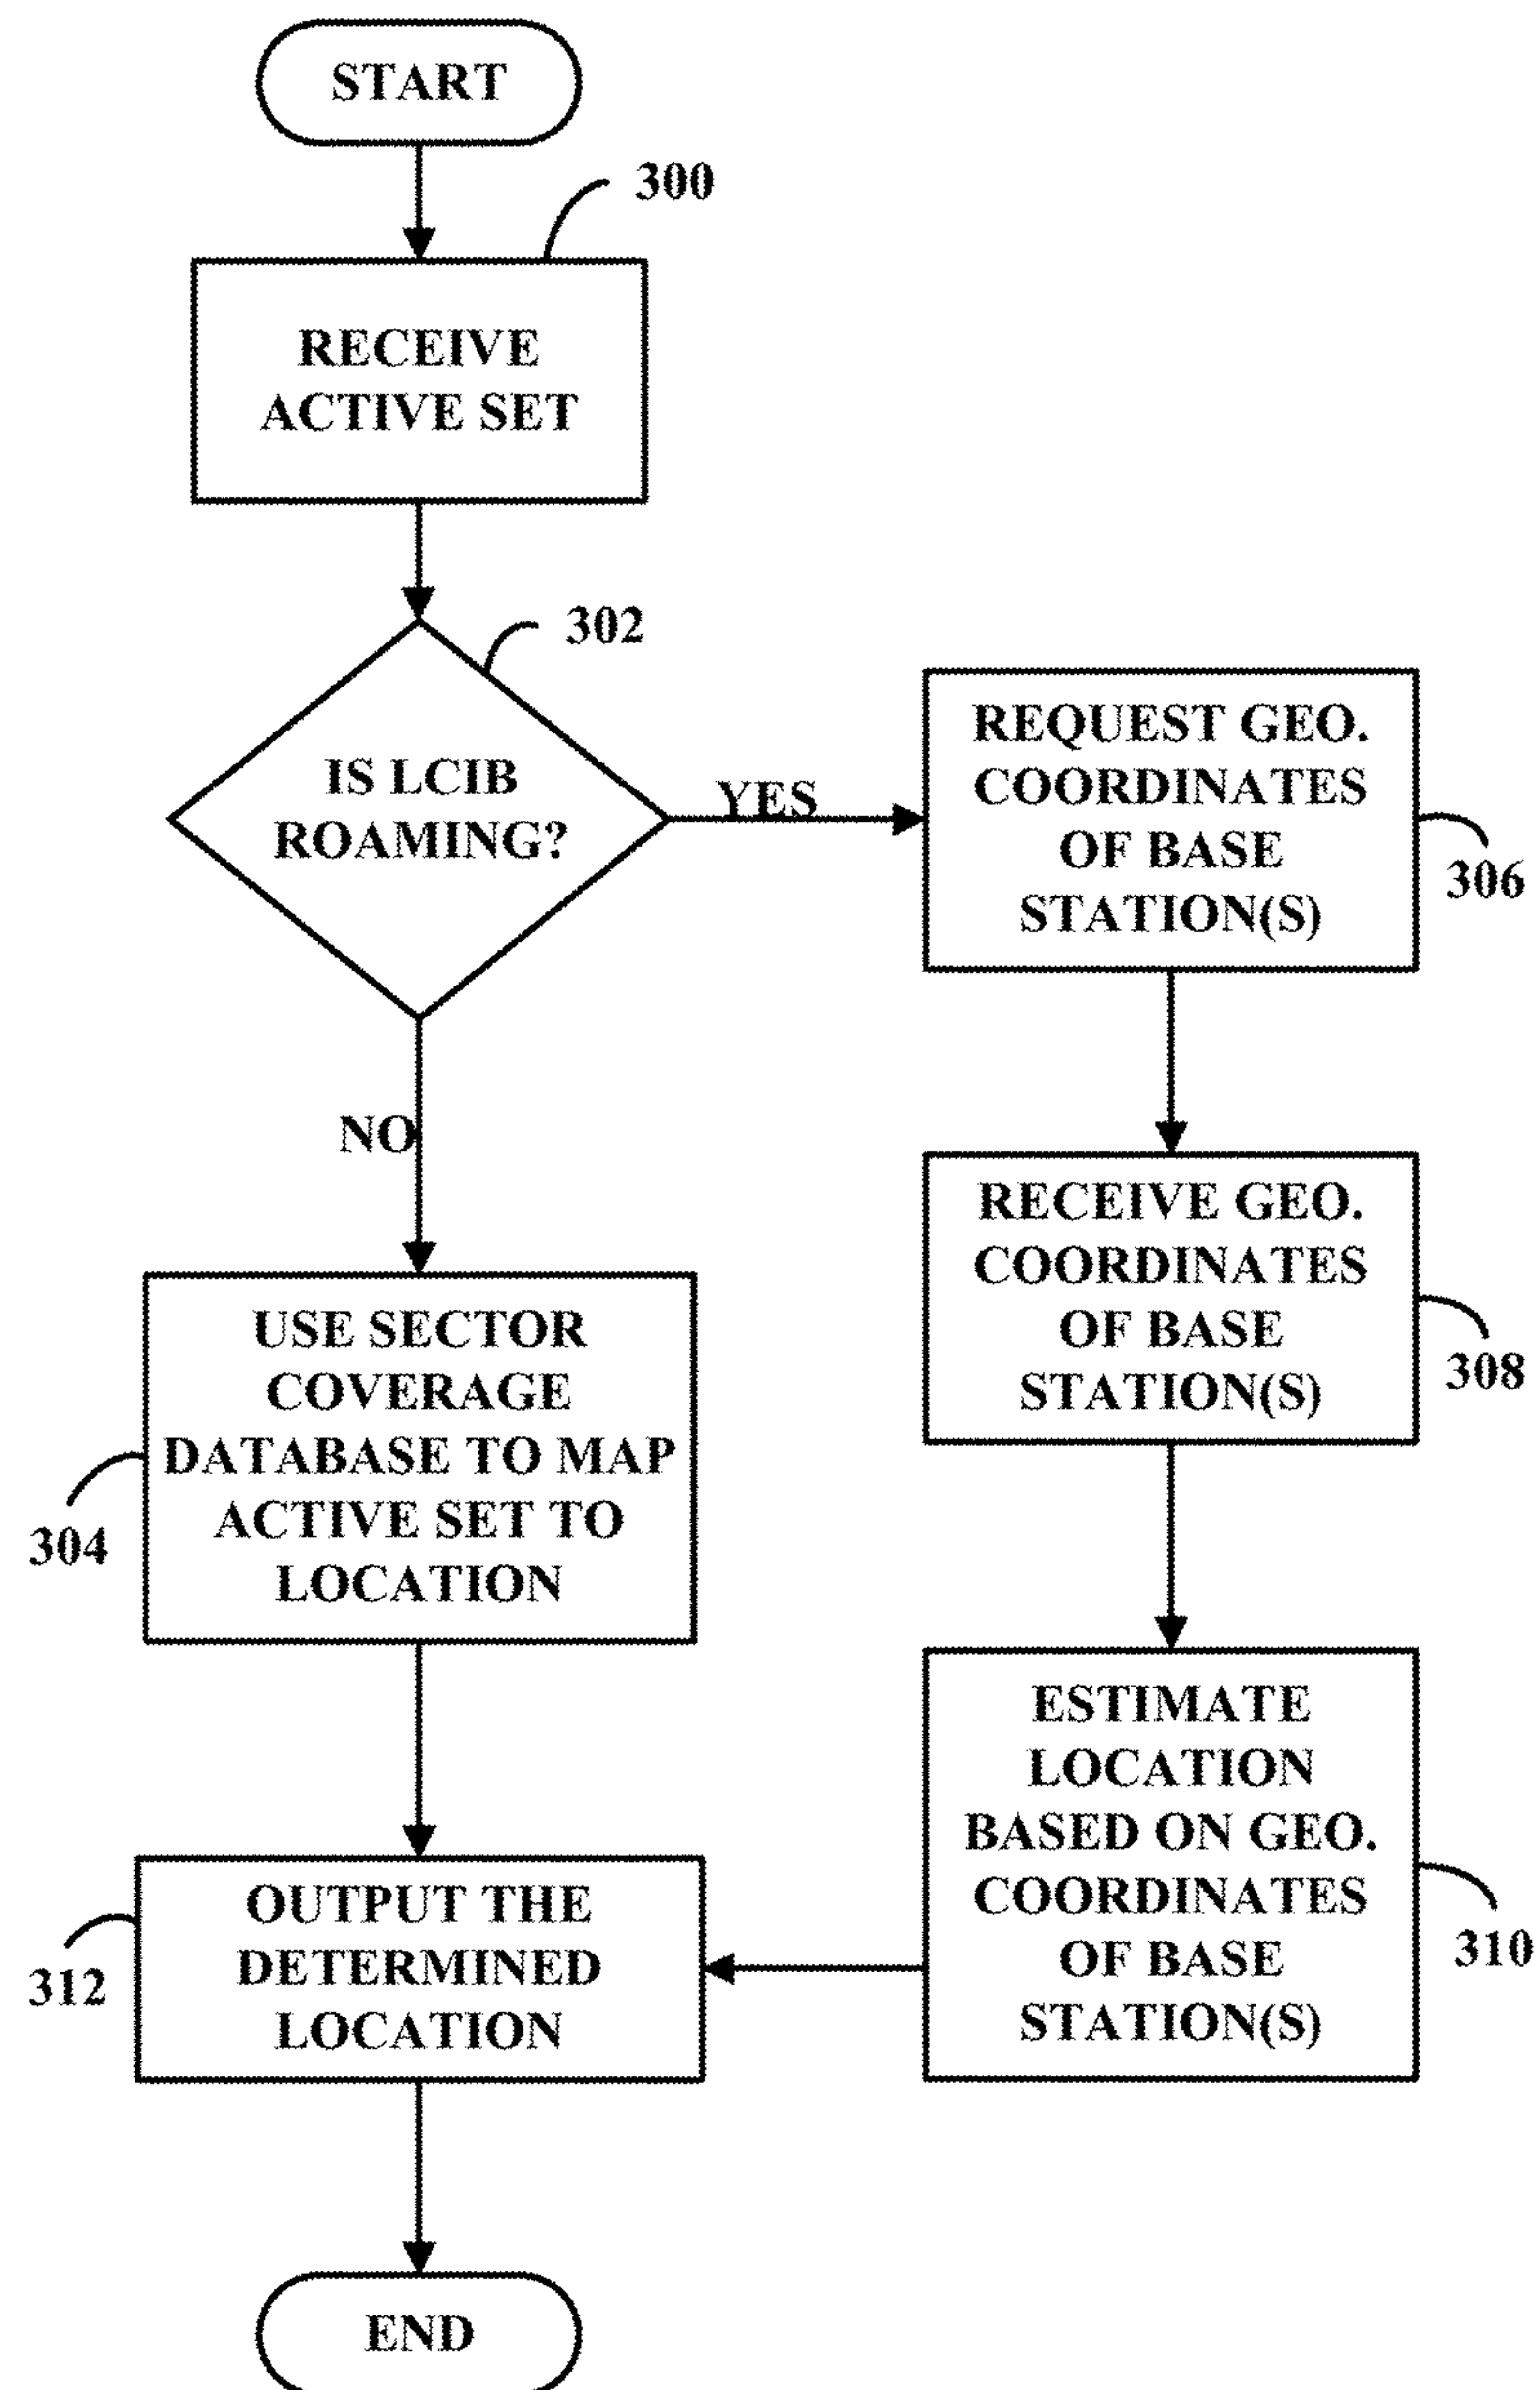 START
300
RECEIVE
ACTIVE SET
302
IS LCIB
ROAMING?
YES
NO
REQUEST GEO.
COORDINATES
OF BASE
STATION(S)
306
RECEIVE GEO.
COORDINATES
OF BASE
STATION(S)
308
USE SECTOR
COVERAGE
DATABASE TO MAP
ACTIVE SET TO
LOCATION
304
ESTIMATE
LOCATION
BASED ON GEO.
COORDINATES
OF BASE
STATION(S)
310
OUTPUT THE
DETERMINED
LOCATION
312
END